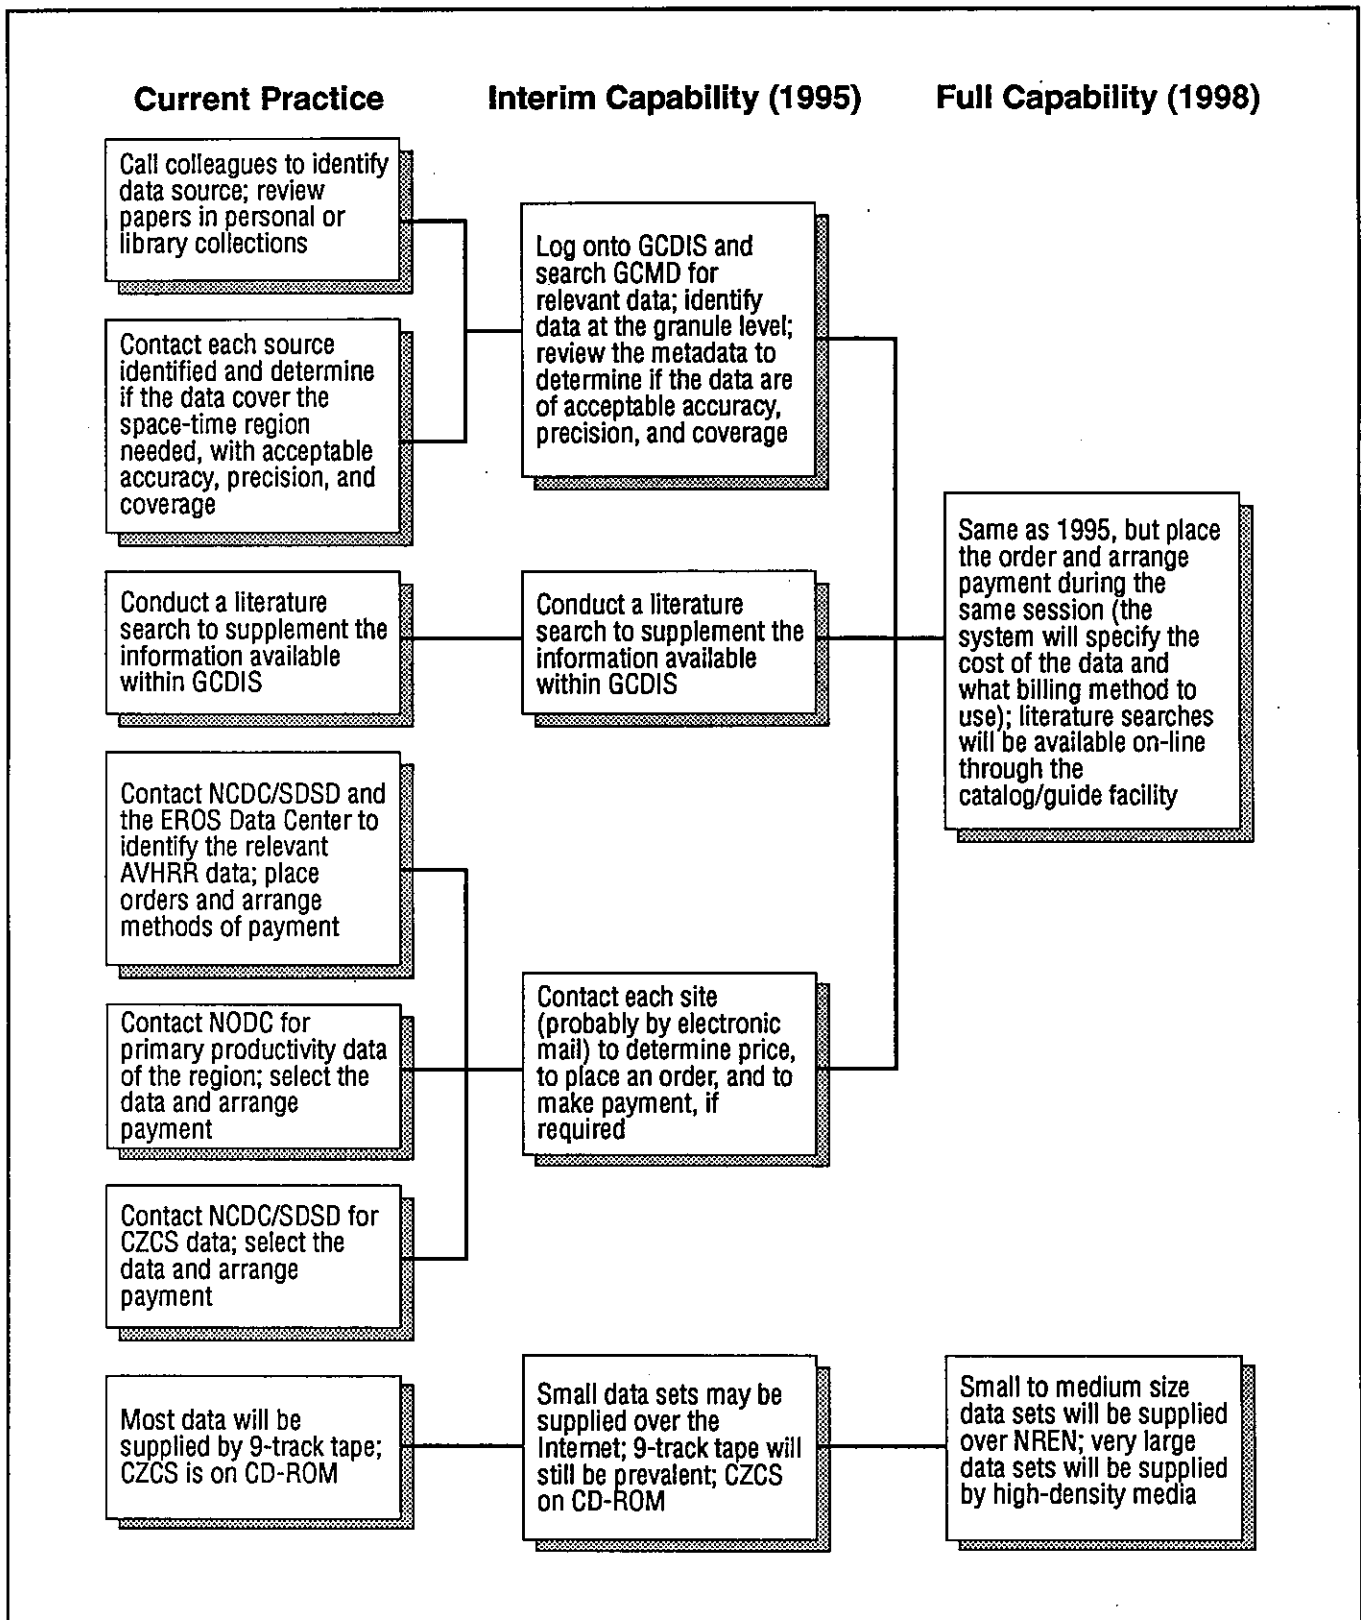 Current Practice
Interim Capability (1995)
Full Capability (1998)
Call colleagues to identify
data source; review
papers in personal or
library collections
Contact each source
identified and determine
if the data cover the
space-time region
needed, with acceptable
accuracy, precision, and
coverage
Conduct a literature
search to supplement the
information available
within GCDIS
Contact NCDC/SDSD and
the EROS Data Center to
identify the relevant
AVHRR data; place
orders and arrange
methods of payment
Contact NODC for
primary productivity data
of the region; select the
data and arrange
payment
Contact NCDC/SDSD for
CZCS data; select the
data and arrange
payment
Most data will be
supplied by 9-track tape;
CZCS is on CD-ROM
Log onto GCDIS and
search GCMD for
relevant data; identify
data at the granule level;
review the metadata to
determine if the data are
of acceptable accuracy,
precision, and coverage
Conduct a literature
search to supplement the
information available
within GCDIS
Contact each site
(probably by electronic
mail) to determine price,
to place an order, and to
make payment, if
required
Small data sets may be
supplied over the
Internet; 9-track tape will
still be prevalent; CZCS
on CD-ROM
Same as 1995, but place
the order and arrange
payment during the
same session (the
system will specify the
cost of the data and
what billing method to
use); literature searches
will be available on-line
through the
catalog/guide facility
Small to medium size
data sets will be supplied
over NREN; very large
data sets will be supplied
by high-density media